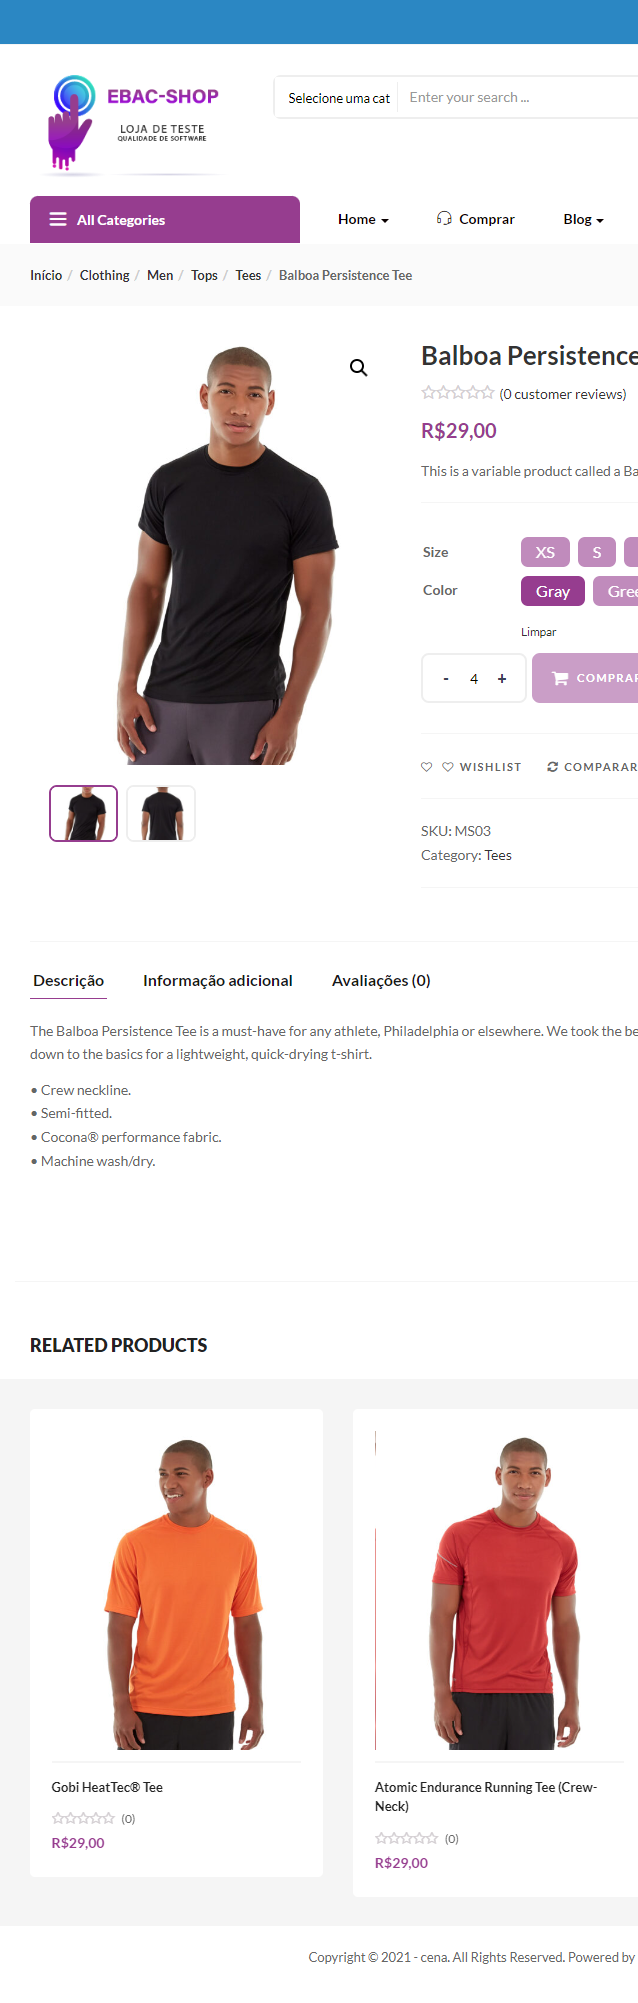 EBAC-SHOP
LOJA DE TESTE
QUALIDADE DE SOFTWARE
Selecione uma cat
Enter your search ...
All Categories
Home
Comprar
Blog
Início / Clothing / Men / Tops / Tees / Balboa Persistence Tee
Balboa Persistence
(0 customer reviews)
R$29,00
This is a variable product called a Ba
Size XS S
Color Gray Gree
Limpar
- 4 + COMPRAR
WISHLIST COMPARAR
SKU: MS03
Category: Tees
Descrição Informação adicional Avaliações (0)
The Balboa Persistence Tee is a must-have for any athlete, Philadelphia or elsewhere. We took the be
down to the basics for a lightweight, quick-drying t-shirt.
• Crew neckline.
• Semi-fitted.
• Cocona® performance fabric.
• Machine wash/dry.
RELATED PRODUCTS
Gobi HeatTec® Tee
(0)
R$29,00
Atomic Endurance Running Tee (Crew-
Neck)
(0)
R$29,00
Copyright © 2021 - cena. All Rights Reserved. Powered by